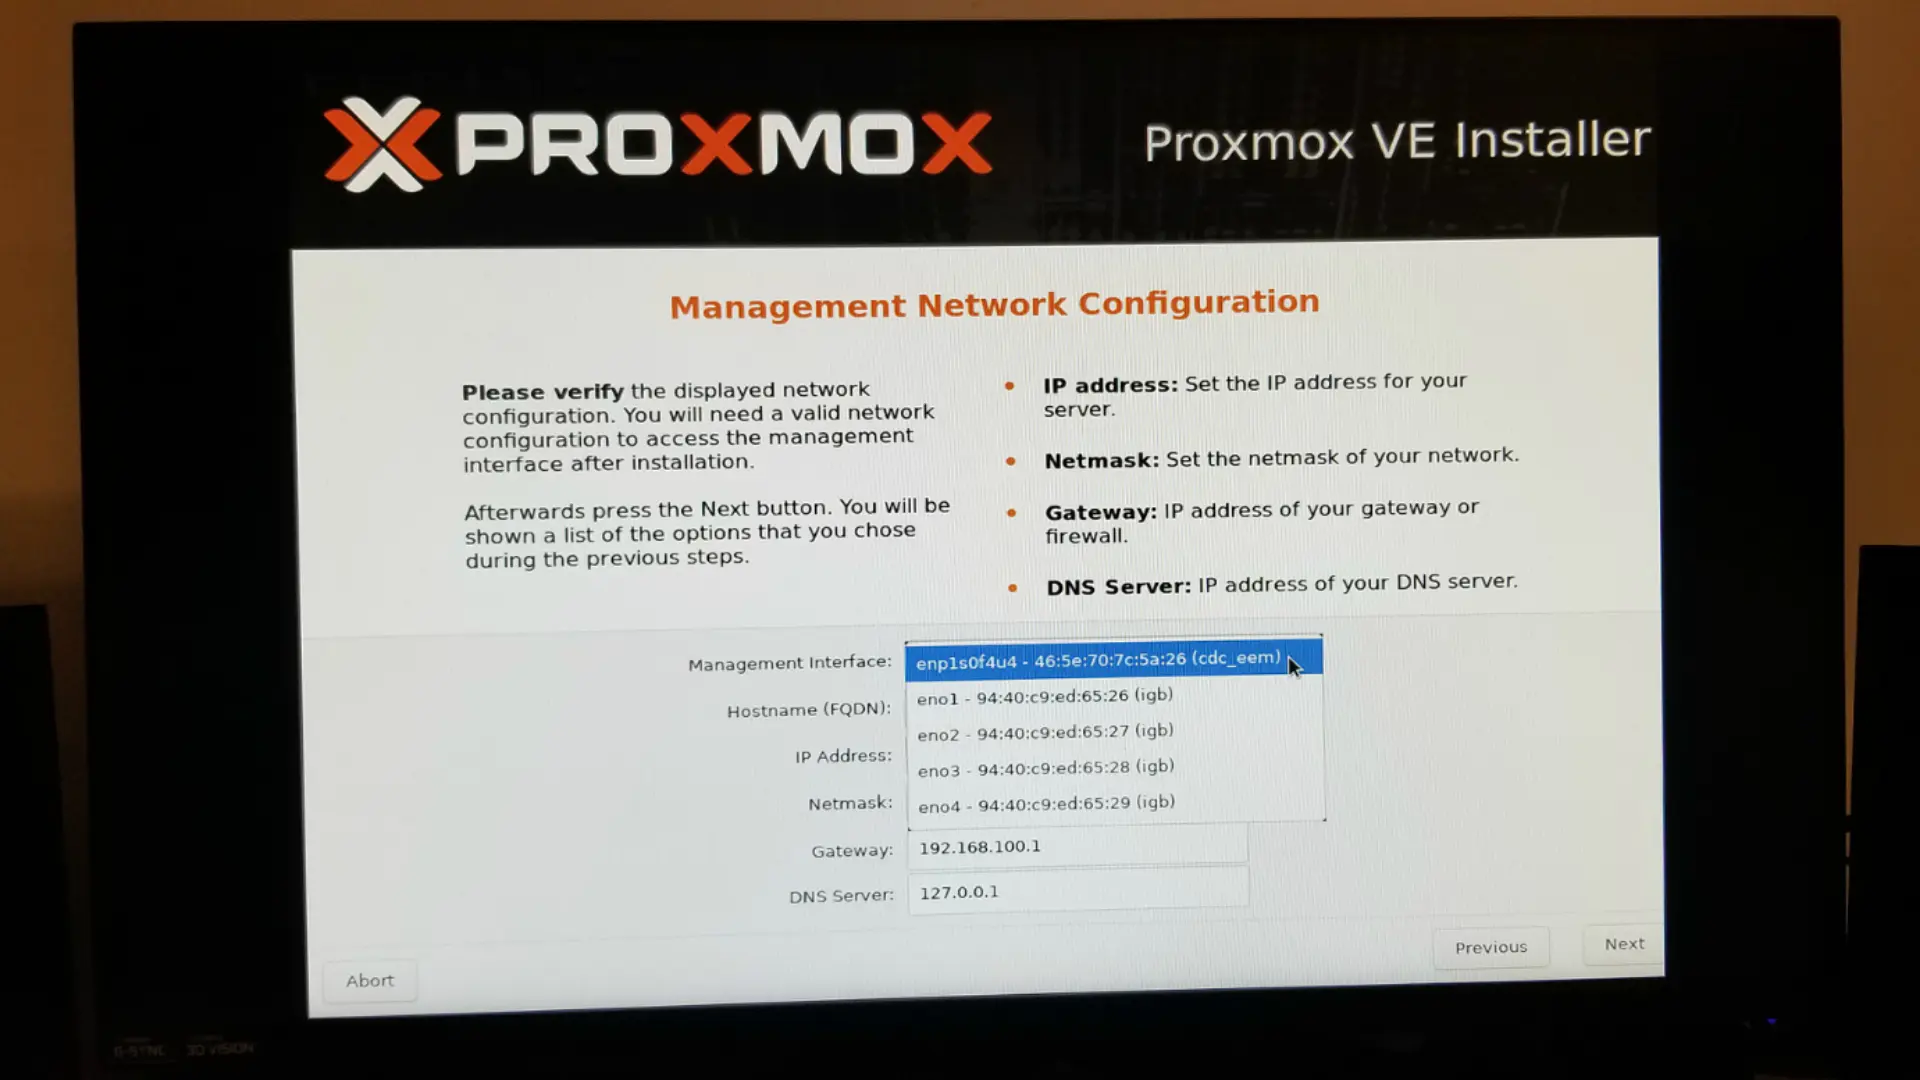 PROXMOX
Proxmox VE Installer
Management Network Configuration
Please verify the displayed network
configuration. You will need a valid network
configuration to access the management
interface after installation.
Afterwards press the Next button. You will be
shown a list of the options that you chose
during the previous steps.
• IP address: Set the IP address for your
server.
• Netmask: Set the netmask of your network.
• Gateway: IP address of your gateway or
firewall.
• DNS Server: IP address of your DNS server.
Management Interface:
enp1s0f4u4 - 46:5e:70:7c:5a:26 (cdc_eem)
eno1 - 94:40:c9:ed:65:26 (igb)
eno2 - 94:40:c9:ed:65:27 (igb)
eno3 - 94:40:c9:ed:65:28 (igb)
eno4 - 94:40:c9:ed:65:29 (igb)
Hostname (FQDN):
IP Address:
Netmask:
Gateway: 192.168.100.1
DNS Server: 127.0.0.1
Abort
Previous
Next
G-SYNC 3D VISION